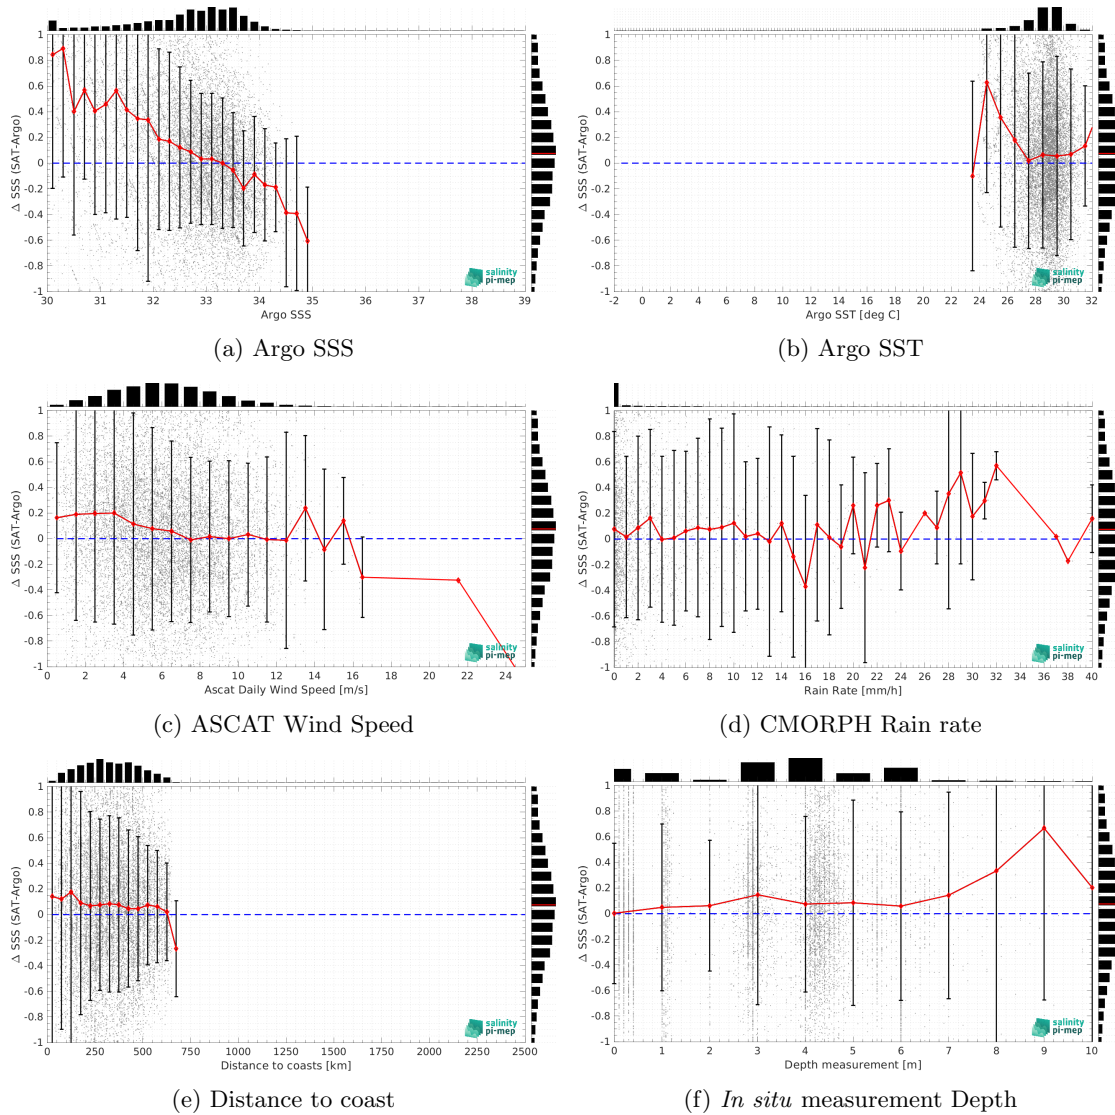 1
0.8
0.6
0.4
0.2
0
-0.2
-0.4
-0.6
-0.8
-1
Δ SSS (SAT-Argo)
30 31 32 33 34 35 36 37 38 39
Argo SSS
salinity
pi-mep
(a) Argo SSS
1
0.8
0.6
0.4
0.2
0
-0.2
-0.4
-0.6
-0.8
-1
Δ SSS (SAT-Argo)
-2 0 2 4 6 8 10 12 14 16 18 20 22 24 26 28 30 32
Argo SST [deg C]
salinity
pi-mep
(b) Argo SST
1
0.8
0.6
0.4
0.2
0
-0.2
-0.4
-0.6
-0.8
-1
Δ SSS (SAT-Argo)
0 2 4 6 8 10 12 14 16 18 20 22 24
Ascat Daily Wind Speed [m/s]
salinity
pi-mep
(c) ASCAT Wind Speed
1
0.8
0.6
0.4
0.2
0
-0.2
-0.4
-0.6
-0.8
-1
Δ SSS (SAT-Argo)
0 2 4 6 8 10 12 14 16 18 20 22 24 26 28 30 32 34 36 38 40
Rain Rate [mm/h]
salinity
pi-mep
(d) CMORPH Rain rate
1
0.8
0.6
0.4
0.2
0
-0.2
-0.4
-0.6
-0.8
-1
Δ SSS (SAT-Argo)
0 250 500 750 1000 1250 1500 1750 2000 2250 2500
Distance to coasts [km]
salinity
pi-mep
(e) Distance to coast
1
0.8
0.6
0.4
0.2
0
-0.2
-0.4
-0.6
-0.8
-1
Δ SSS (SAT-Argo)
0 1 2 3 4 5 6 7 8 9 10
Depth measurement [m]
salinity
pi-mep
(f) In situ measurement Depth